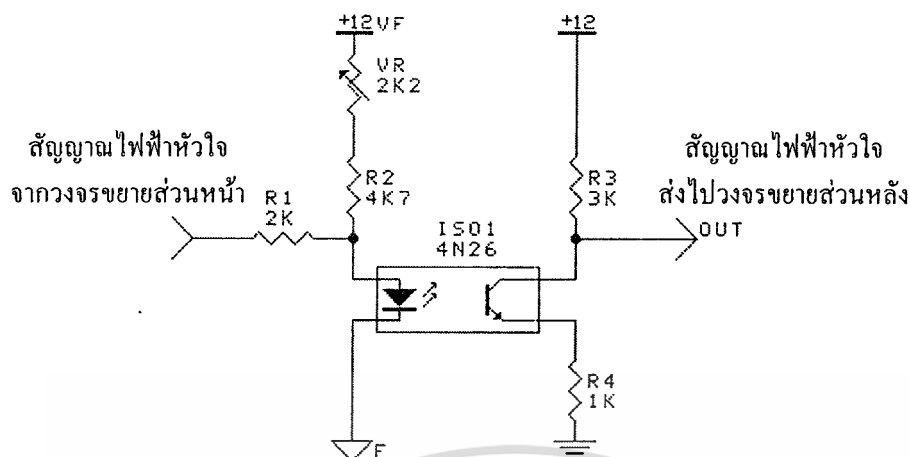 +12VF
+12
VR
2K2
สัญญาณไฟฟ้าหัวใจ
จากวงจรขยายส่วนหน้า
R1
2K
R2
4K7
R3
3K
สัญญาณไฟฟ้าหัวใจ
ส่งไปวงจรขยายส่วนหลัง
OUT
ISO1
4N26
R4
1K
F